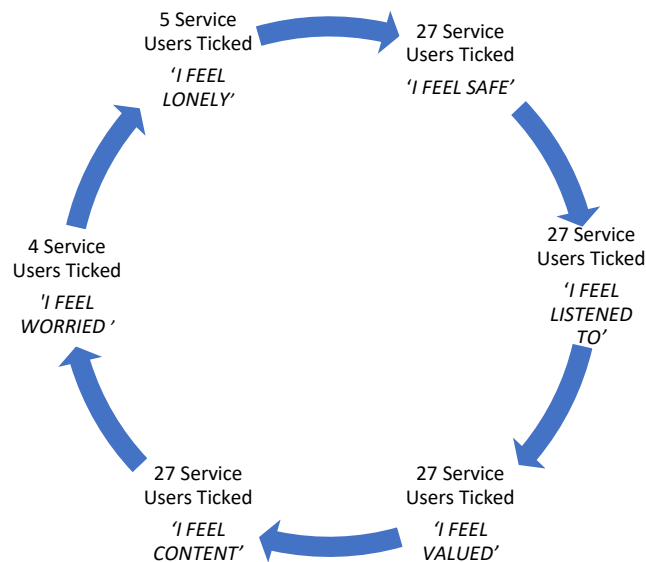 5 Service
Users Ticked
‘I FEEL
LONELY’
27 Service
Users Ticked
‘I FEEL SAFE’
27 Service
Users Ticked
‘I FEEL
LISTENED
TO’
27 Service
Users Ticked
‘I FEEL
VALUED’
27 Service
Users Ticked
‘I FEEL
CONTENT’
4 Service
Users Ticked
'I FEEL
WORRIED ’